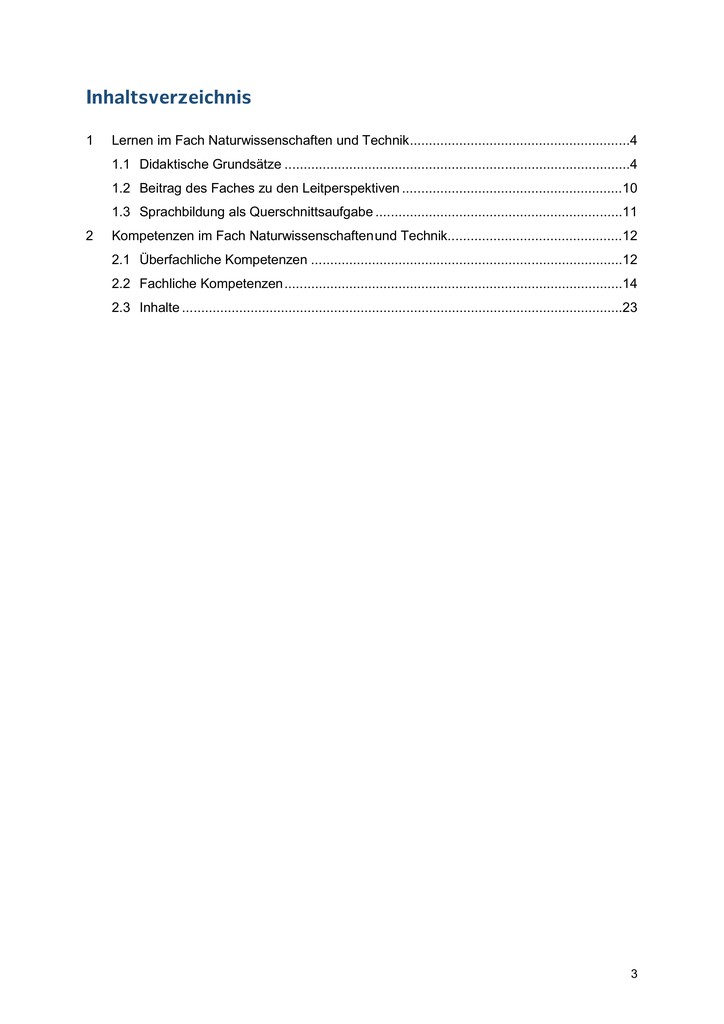 Inhaltsverzeichnis
1 Lernen im Fach Naturwissenschaften und Technik..........................................................4
1.1 Didaktische Grundsätze ...........................................................................................4
1.2 Beitrag des Faches zu den Leitperspektiven ..........................................................10
1.3 Sprachbildung als Querschnittsaufgabe .................................................................11
2 Kompetenzen im Fach Naturwissenschaftenund Technik..............................................12
2.1 Überfachliche Kompetenzen ..................................................................................12
2.2 Fachliche Kompetenzen.........................................................................................14
2.3 Inhalte ....................................................................................................................23
3